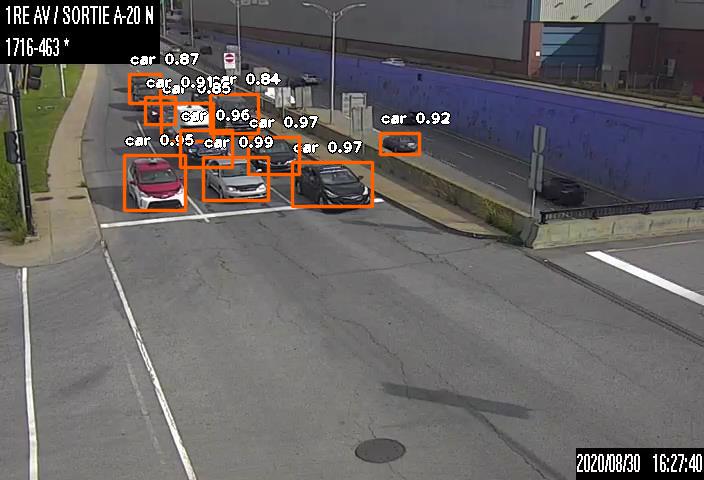 1RE AV / SORTIE A-20 N
1716-463 *
car 0.87
car 0.84
car 0.91
car 0.85
car 0.96
car 0.92
car 0.97
car 0.95
car 0.99
car 0.97
2020/08/30 16:27:40